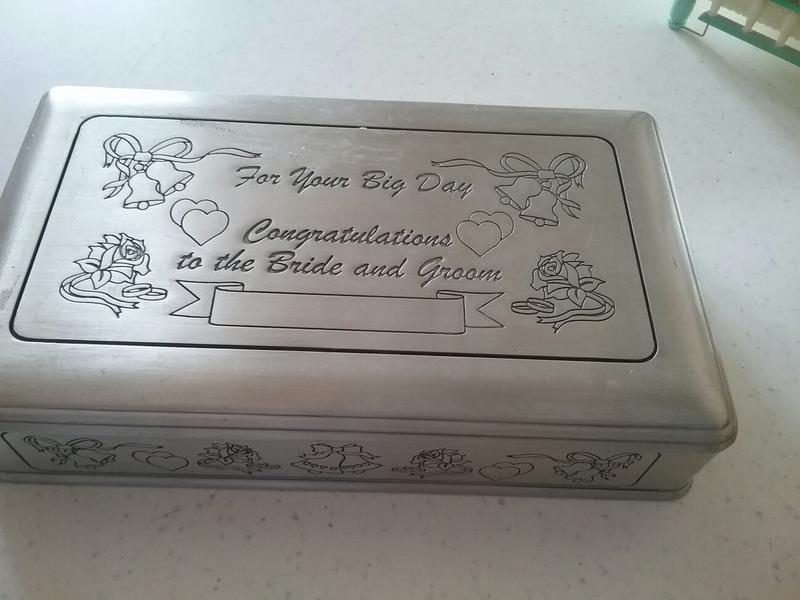 For Your Big Day
Congratulations
to the Bride and Groom